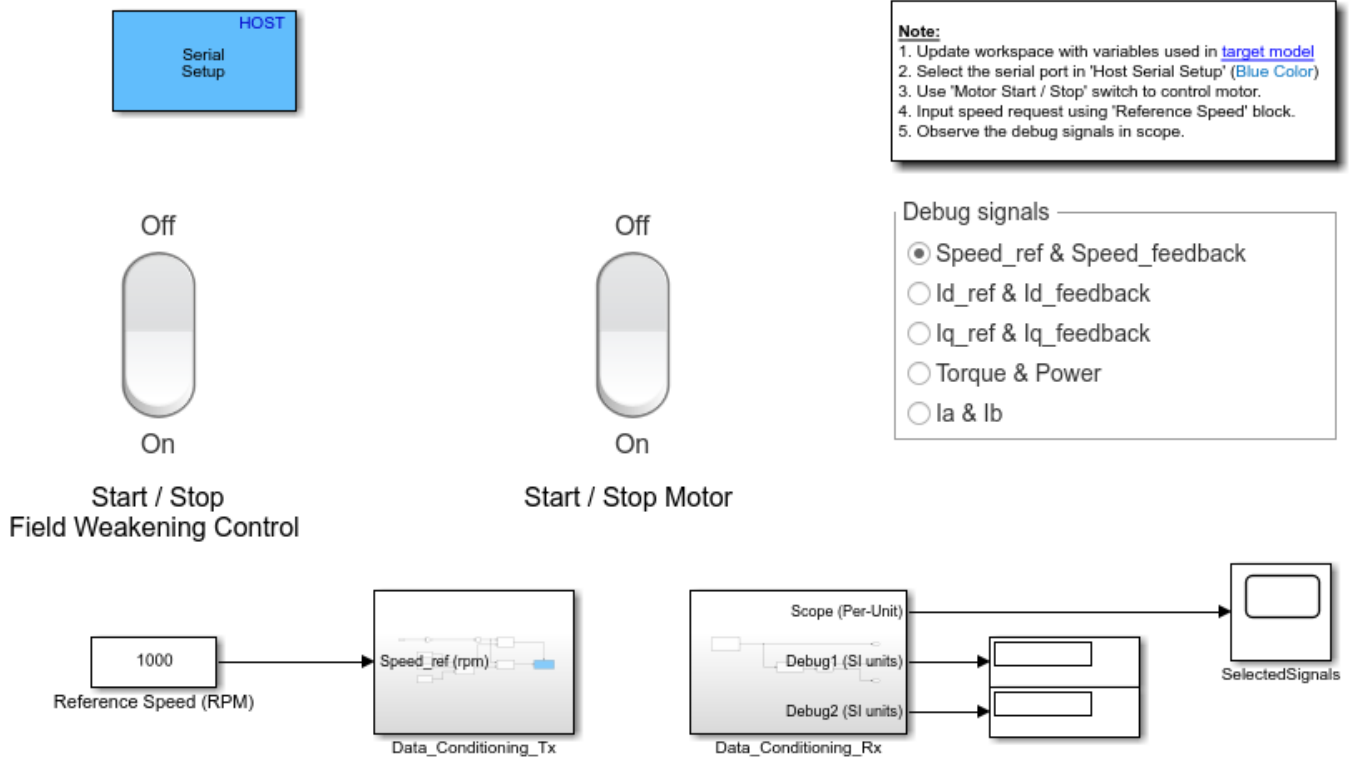 HOST
Serial
Setup
Note:
1. Update workspace with variables used in target model
2. Select the serial port in 'Host Serial Setup' (Blue Color)
3. Use 'Motor Start / Stop' switch to control motor.
4. Input speed request using 'Reference Speed' block.
5. Observe the debug signals in scope.
Off
On
Start / Stop
Field Weakening Control
Off
On
Start / Stop Motor
Debug signals
Speed_ref & Speed_feedback
Id_ref & Id_feedback
Iq_ref & Iq_feedback
Torque & Power
Ia & Ib
1000
Reference Speed (RPM)
Speed_ref (rpm)
Data_Conditioning_Tx
Scope (Per-Unit)
Debug1 (SI units)
Debug2 (SI units)
Data_Conditioning_Rx
SelectedSignals